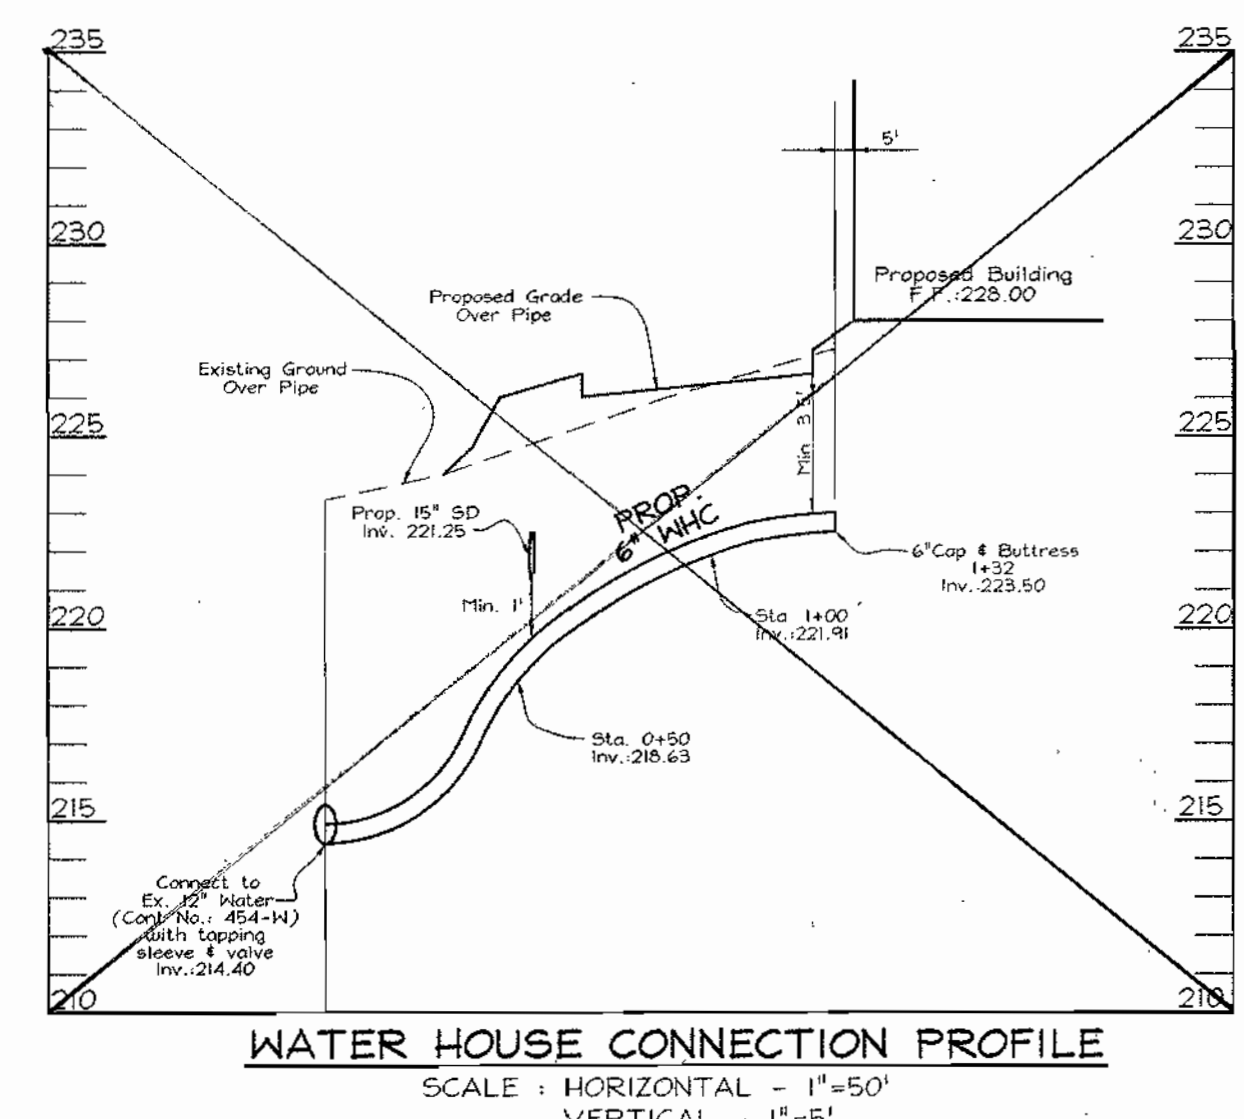 235
235
5'
230
230
Proposed Building
F.F.:228.00
Proposed Grade
Over Pipe
Existing Ground
Over Pipe
225
225
Min. 3.5'
Prop. 15" SD
Inv. 221.25
PROP.
6" WHC
6" Cap & Buttress
1+32
Inv.:223.50
Min. 1'
220
220
Sta 1+00
Inv.:221.91
Sta. 0+50
Inv.:218.63
215
215
Connect to
Ex. 12" Water
(Cont No.: 454-W)
with tapping
sleeve & valve
Inv.:214.40
210
210
WATER HOUSE CONNECTION PROFILE
SCALE : HORIZONTAL - 1"=50'
VERTICAL - 1"=5'